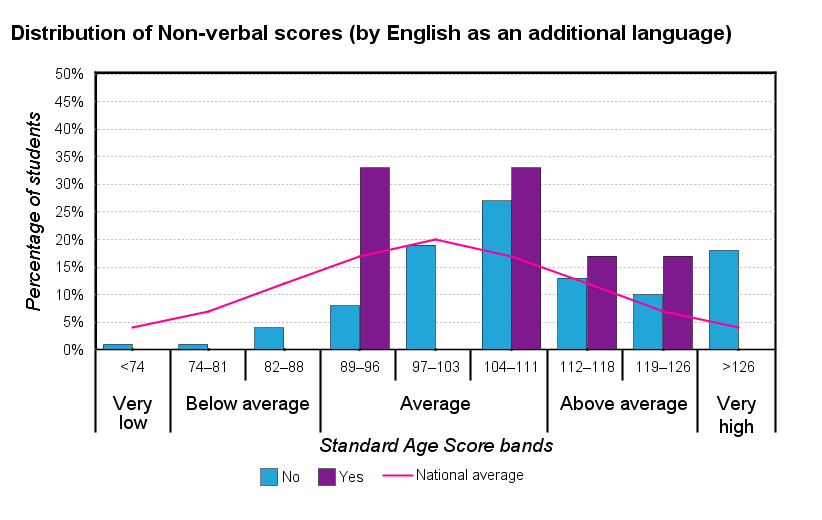 Distribution of Non-verbal scores (by English as an additional language)
Percentage of students
50%
45%
40%
35%
30%
25%
20%
15%
10%
5%
0%
<74 74–81 82–88 89–96 97–103 104–111 112–118 119–126 >126
Very low Below average Average Above average Very high
Standard Age Score bands
No Yes National average